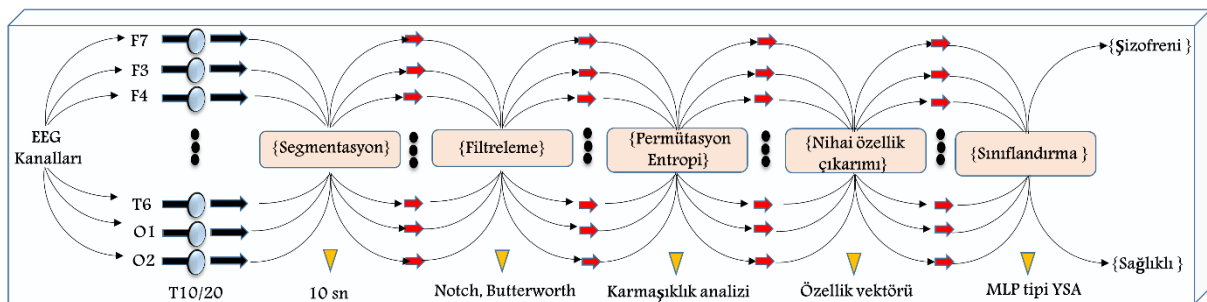 F7
F3
F4
EEG
Kanalları
T6
O1
O2
T10/20
{Segmentasyon}
10 sn
{Filtreleme}
Notch, Butterworth
{Permütasyon
Entropi}
Karmaşıklık analizi
{Nihai özellik
çıkarımı}
Özellik vektörü
{Sınıflandırma }
MLP tipi YSA
{Şizofreni }
{Sağlıklı }